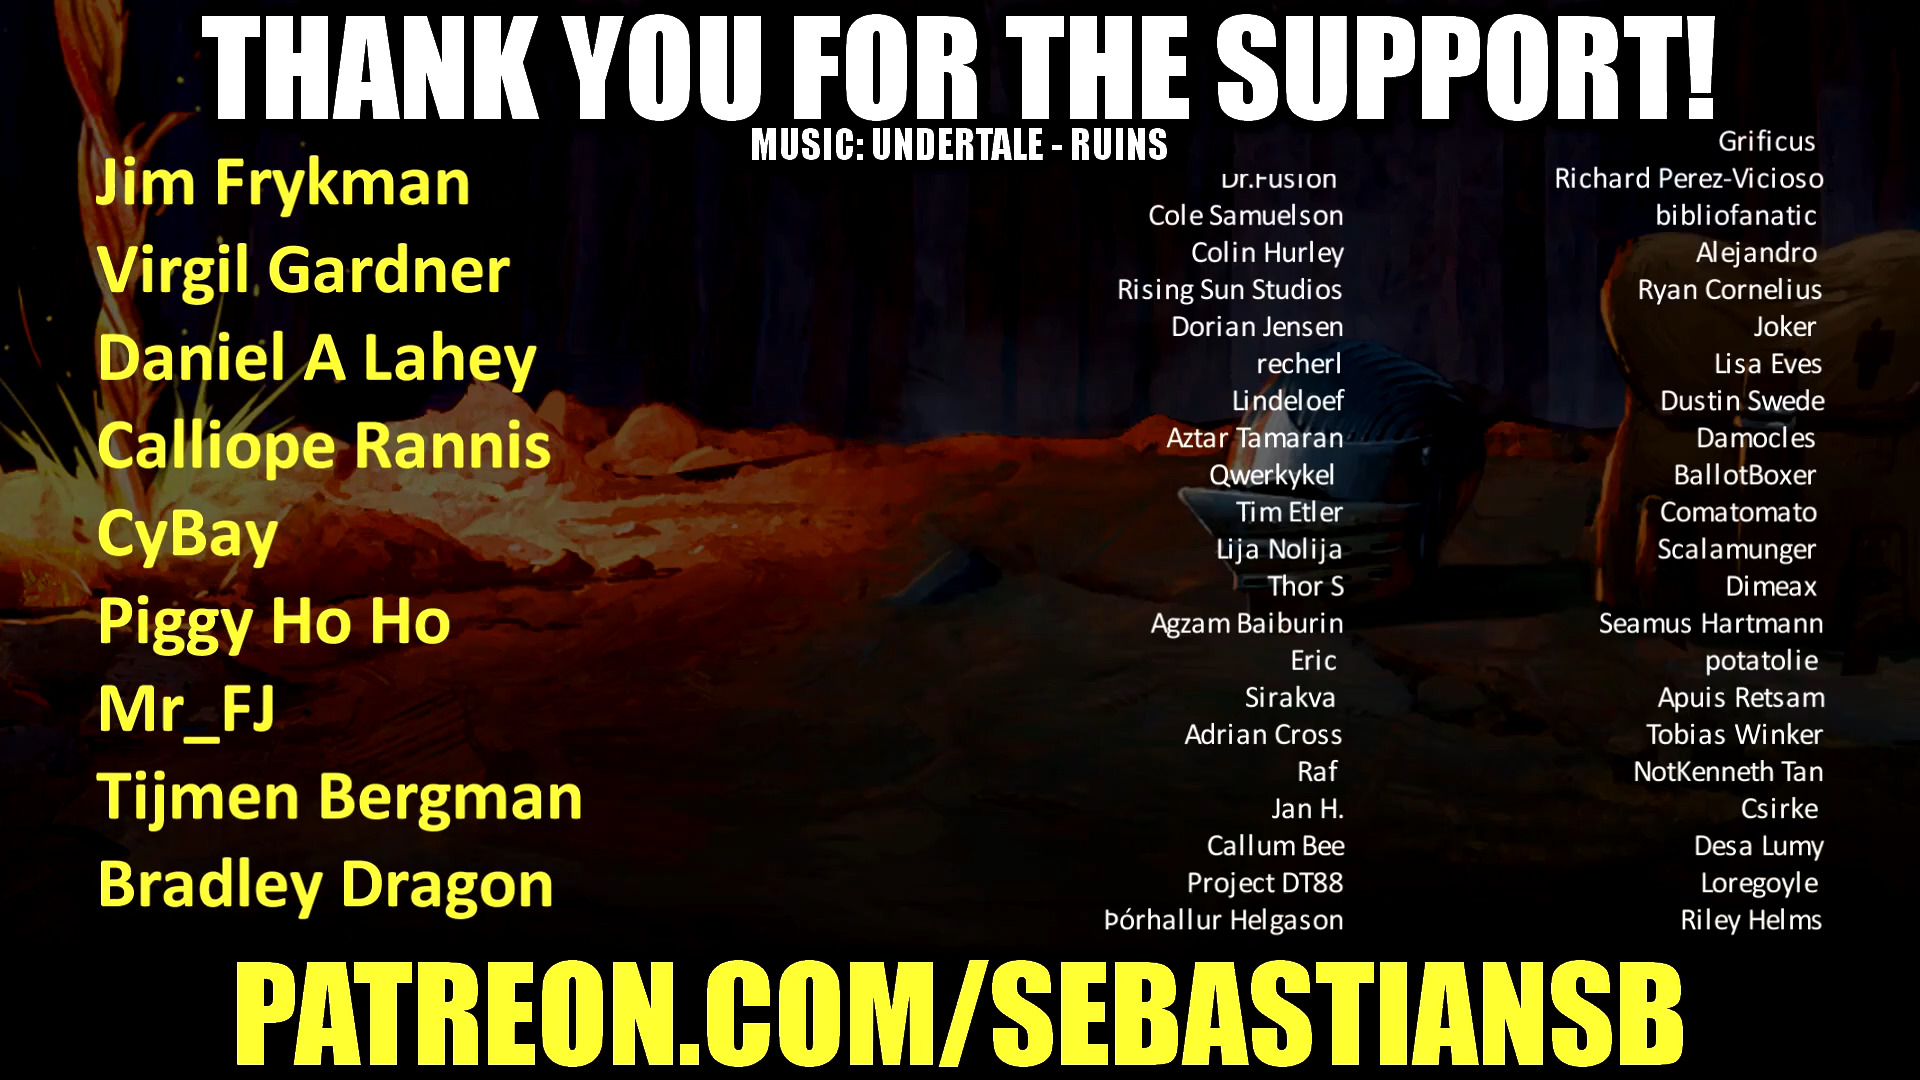 THANK YOU FOR THE SUPPORT!
MUSIC: UNDERTALE - RUINS
Jim Frykman
Virgil Gardner
Daniel A Lahey
Calliope Rannis
CyBay
Piggy Ho Ho
Mr_FJ
Tijmen Bergman
Bradley Dragon
Dr.Fusion
Cole Samuelson
Colin Hurley
Rising Sun Studios
Dorian Jensen
recherl
Lindeloef
Aztar Tamaran
Qwerkykel
Tim Etler
Lija Nolija
Thor S
Agzam Baiburin
Eric
Sirakva
Adrian Cross
Raf
Jan H.
Callum Bee
Project DT88
Þórhallur Helgason
Grificus
Richard Perez-Vicioso
bibliofanatic
Alejandro
Ryan Cornelius
Joker
Lisa Eves
Dustin Swede
Damocles
BallotBoxer
Comatomato
Scalamunger
Dimeax
Seamus Hartmann
potatolie
Apuis Retsam
Tobias Winker
NotKenneth Tan
Csirke
Desa Lumy
Loregoyle
Riley Helms
PATREON.COM/SEBASTIANSB